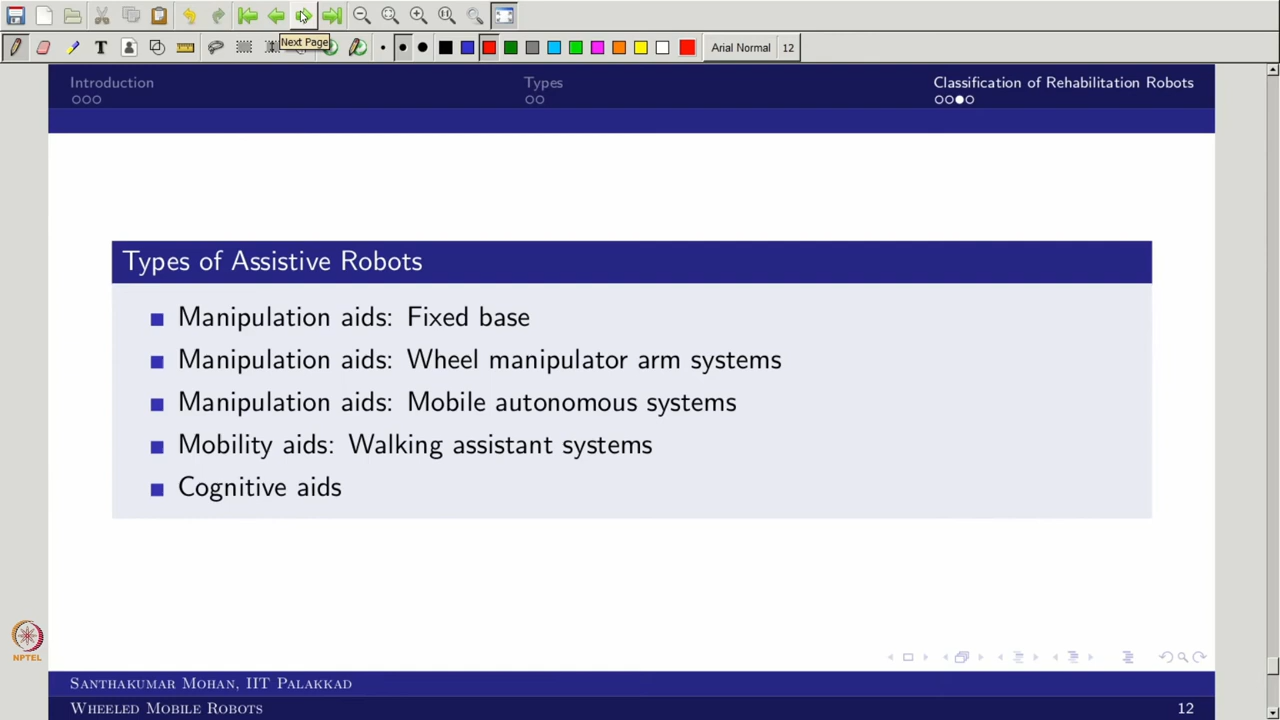 Arial Normal 12
Next Page
Introduction Types Classification of Rehabilitation Robots
Types of Assistive Robots
Manipulation aids: Fixed base
Manipulation aids: Wheel manipulator arm systems
Manipulation aids: Mobile autonomous systems
Mobility aids: Walking assistant systems
Cognitive aids
NPTEL
Santhakumar Mohan, IIT Palakkad
Wheeled Mobile Robots 12